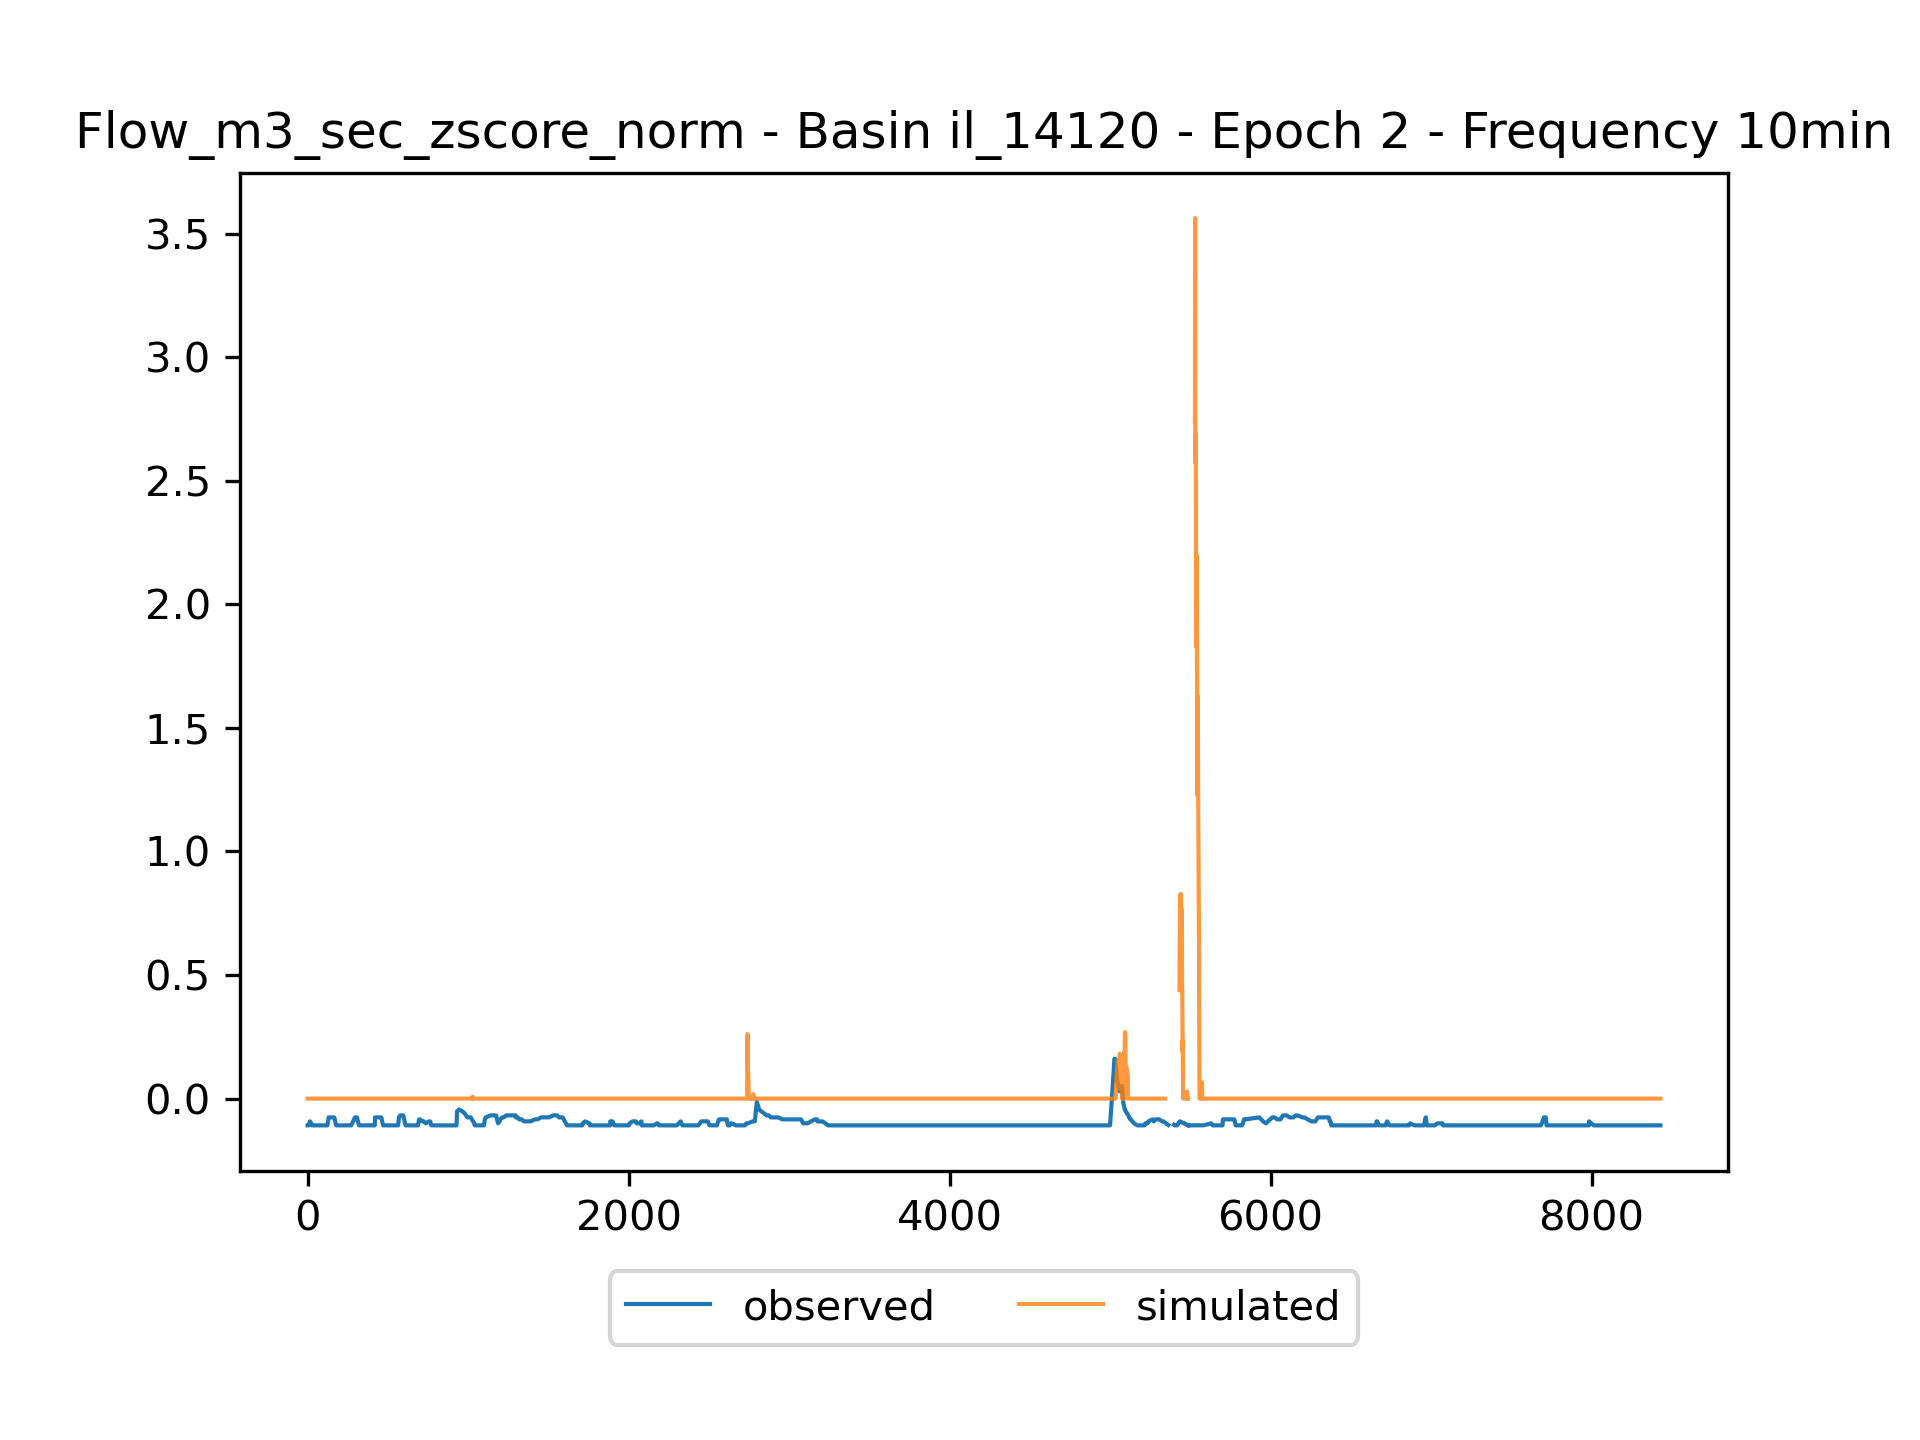 Flow_m3_sec_zscore_norm - Basin il_14120 - Epoch 2 - Frequency 10min
3.5
3.0
2.5
2.0
1.5
1.0
0.5
0.0
0 2000 4000 6000 8000
observed simulated